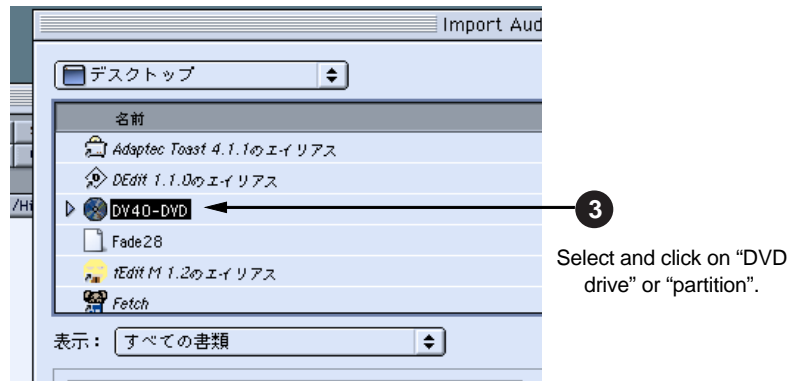 Import Aud
デスクトップ
名前
Adaptec Toast 4.1.1のエイリアス
DEdit 1.1.0のエイリアス
DV40-DVD
/Hi
Fade28
tEdit M 1.2のエイリアス
Fetch
表示：すべての書類
3
Select and click on “DVD
drive” or “partition”.